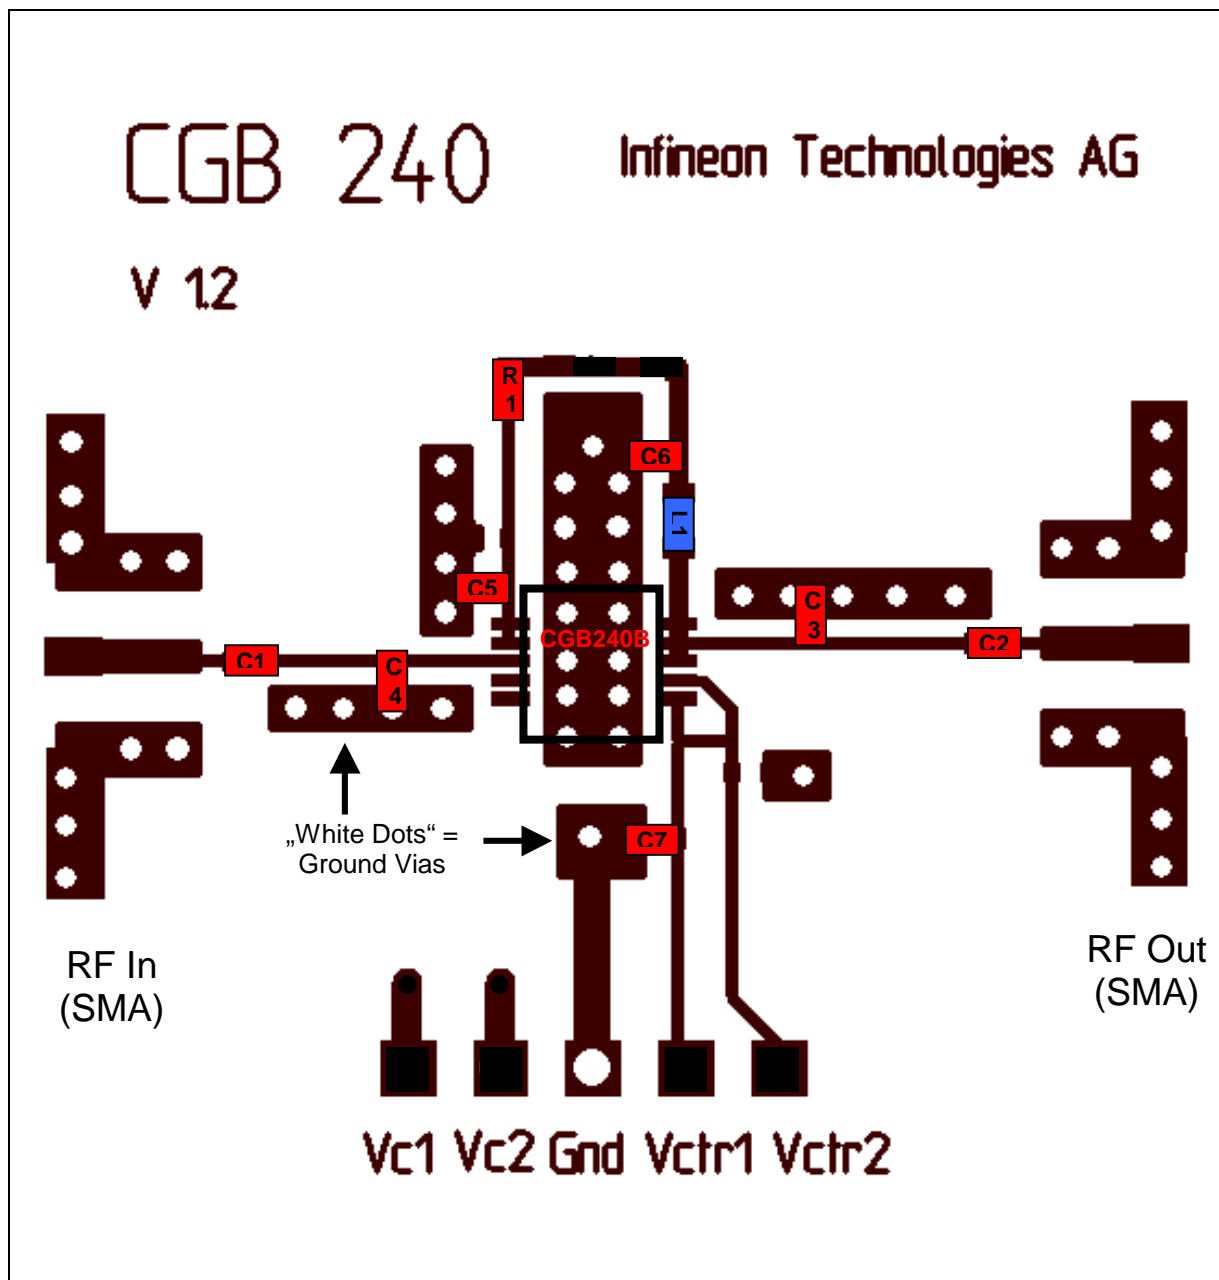 CGB 240
Infineon Technologies AG
V 1.2
R
1
C6
L1
C5
CGB240B
C
3
C1
C
4
C2
„White Dots“ =
Ground Vias
C7
RF In
(SMA)
RF Out
(SMA)
Vc1 Vc2 Gnd Vctr1 Vctr2